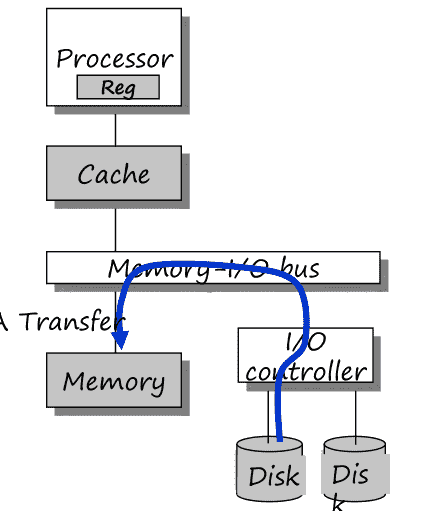 Processor
Reg
Cache
Memory-I/O bus
A Transfer
Memory
I/O
controller
Disk
Dis
k